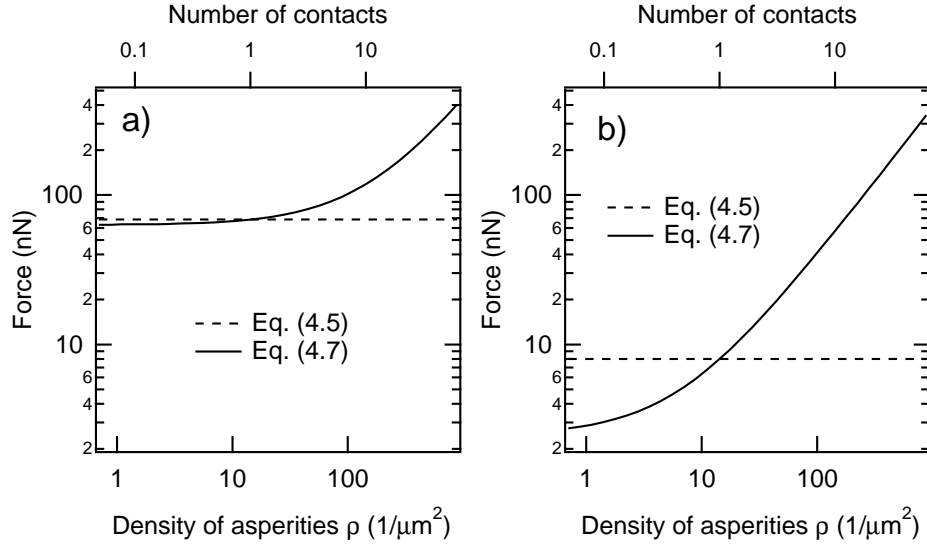 Number of contacts
0.1 1 10
a)
Force (nN)
4
2
100
6
4
2
10
6
4
2
Eq. (4.5)
Eq. (4.7)
1 10 100
Density of asperities ρ (1/μm²)
Number of contacts
0.1 1 10
b)
Force (nN)
4
2
100
6
4
2
10
6
4
2
Eq. (4.5)
Eq. (4.7)
1 10 100
Density of asperities ρ (1/μm²)